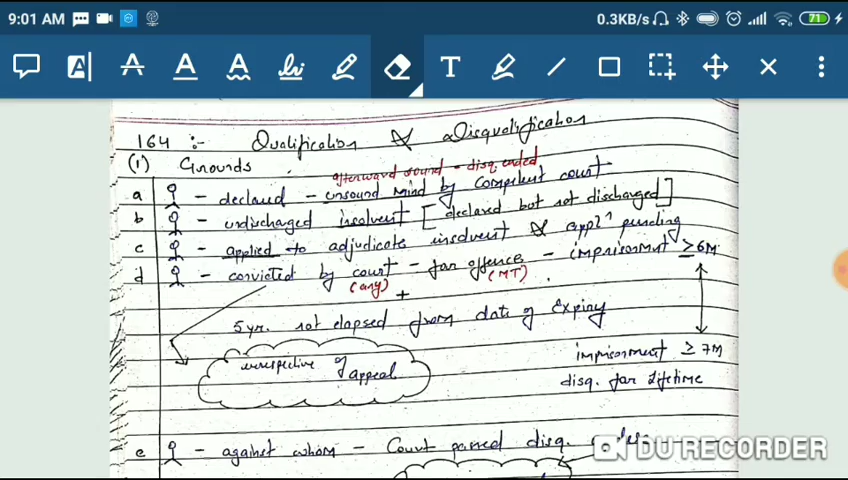 9:01 AM
0.3KB/s
71
A
A
A
A
T
164 :- Qualification & Disqualification
(1) Grounds
afterward sound - disq. ended
a - declared - unsound mind by Competent court
b - undischarged insolvent [declared but not discharged]
c - applied to adjudicate insolvent & appl^n pending
d - convicted by court - for offence - imprisonment ≥ 6M
(any) (MT)
+
5yr. not elapsed from date of Expiry
irrespective of appeal
imprisonment ≥ 7M
disq. for lifetime
e - against whom - Court passed disq.
DU RECORDER